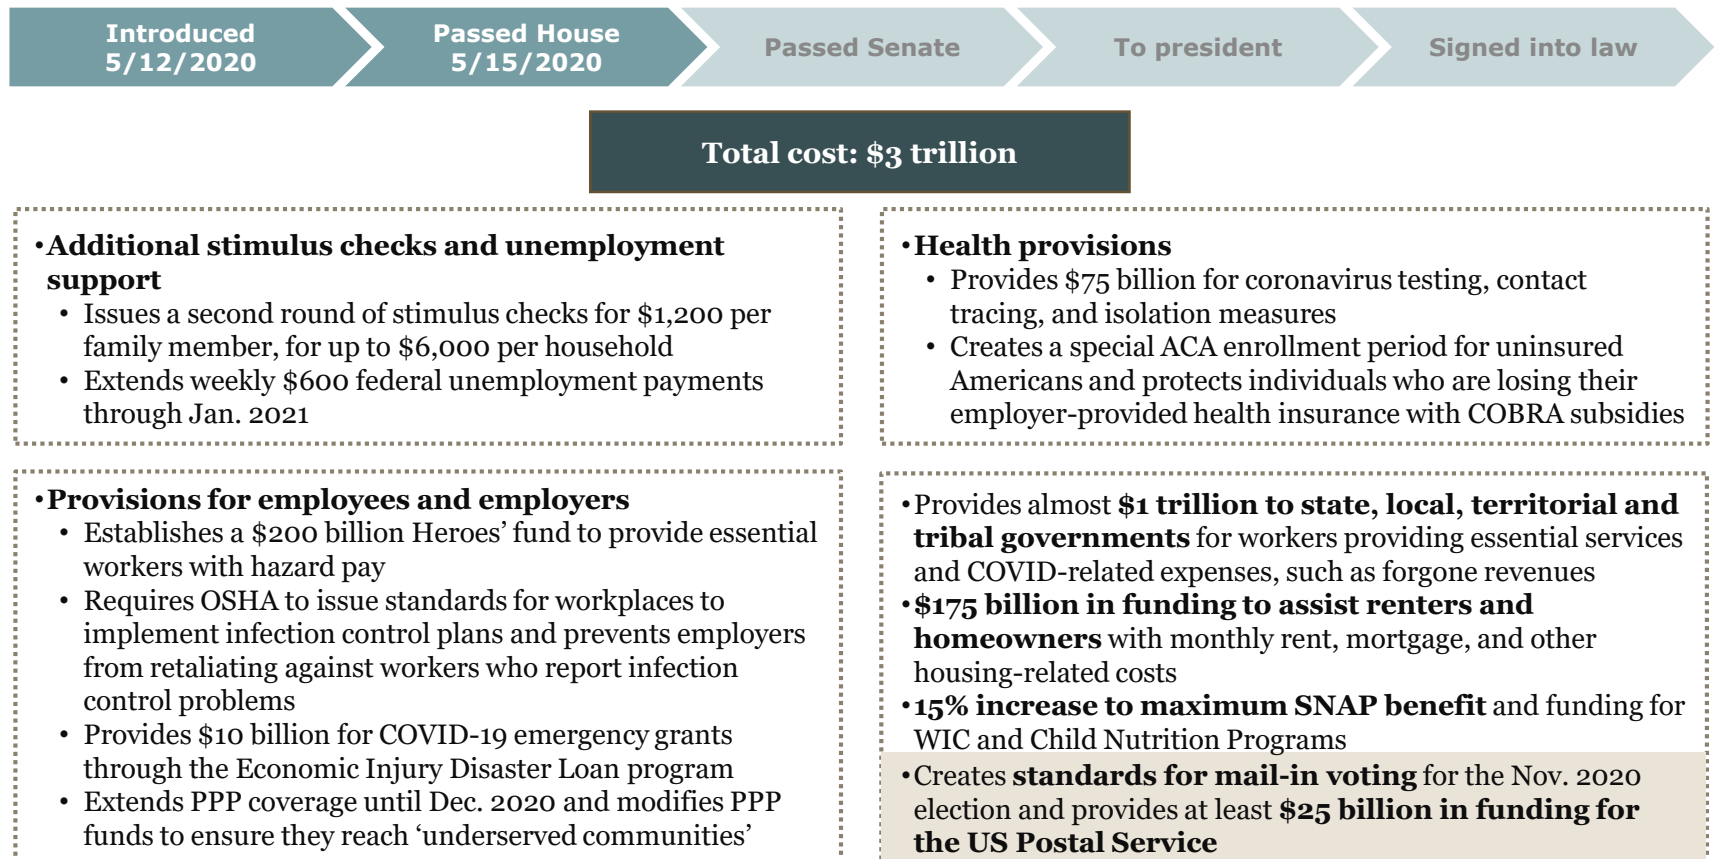 Introduced
5/12/2020
Passed House
5/15/2020
Passed Senate
To president
Signed into law
Total cost: $3 trillion
•Additional stimulus checks and unemployment
support
• Issues a second round of stimulus checks for $1,200 per
family member, for up to $6,000 per household
• Extends weekly $600 federal unemployment payments
through Jan. 2021
•Health provisions
• Provides $75 billion for coronavirus testing, contact
tracing, and isolation measures
• Creates a special ACA enrollment period for uninsured
Americans and protects individuals who are losing their
employer-provided health insurance with COBRA subsidies
•Provisions for employees and employers
• Establishes a $200 billion Heroes’ fund to provide essential
workers with hazard pay
• Requires OSHA to issue standards for workplaces to
implement infection control plans and prevents employers
from retaliating against workers who report infection
control problems
• Provides $10 billion for COVID-19 emergency grants
through the Economic Injury Disaster Loan program
• Extends PPP coverage until Dec. 2020 and modifies PPP
funds to ensure they reach ‘underserved communities’
•Provides almost $1 trillion to state, local, territorial and
tribal governments for workers providing essential services
and COVID-related expenses, such as forgone revenues
•$175 billion in funding to assist renters and
homeowners with monthly rent, mortgage, and other
housing-related costs
•15% increase to maximum SNAP benefit and funding for
WIC and Child Nutrition Programs
•Creates standards for mail-in voting for the Nov. 2020
election and provides at least $25 billion in funding for
the US Postal Service